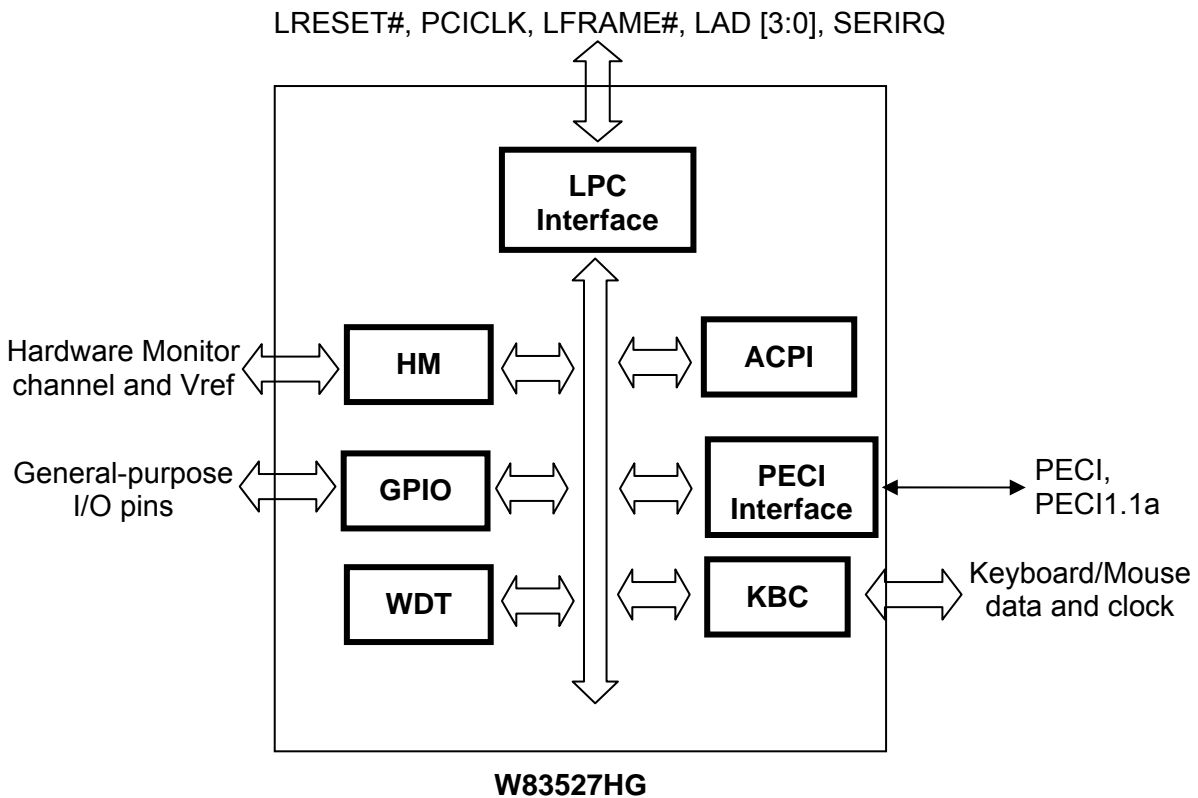 LRESET#, PCICLK, LFRAME#, LAD [3:0], SERIRQ
LPC
Interface
Hardware Monitor
channel and Vref
HM
ACPI
General-purpose
I/O pins
GPIO
PECI
Interface
PECI,
PECI1.1a
WDT
KBC
Keyboard/Mouse
data and clock
W83527HG